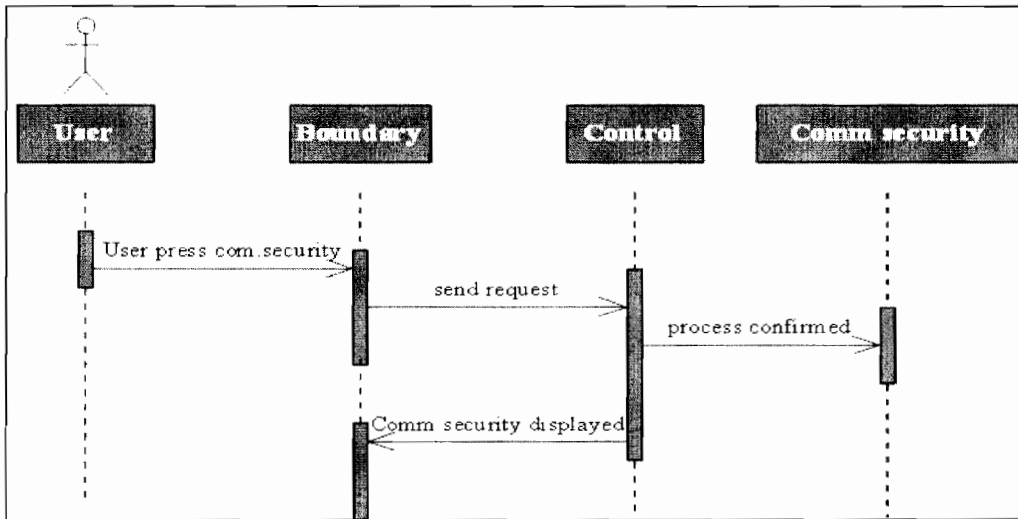 User
Boundary
Control
Comm security
User press com.security
send request
process confirmed
Comm security displayed